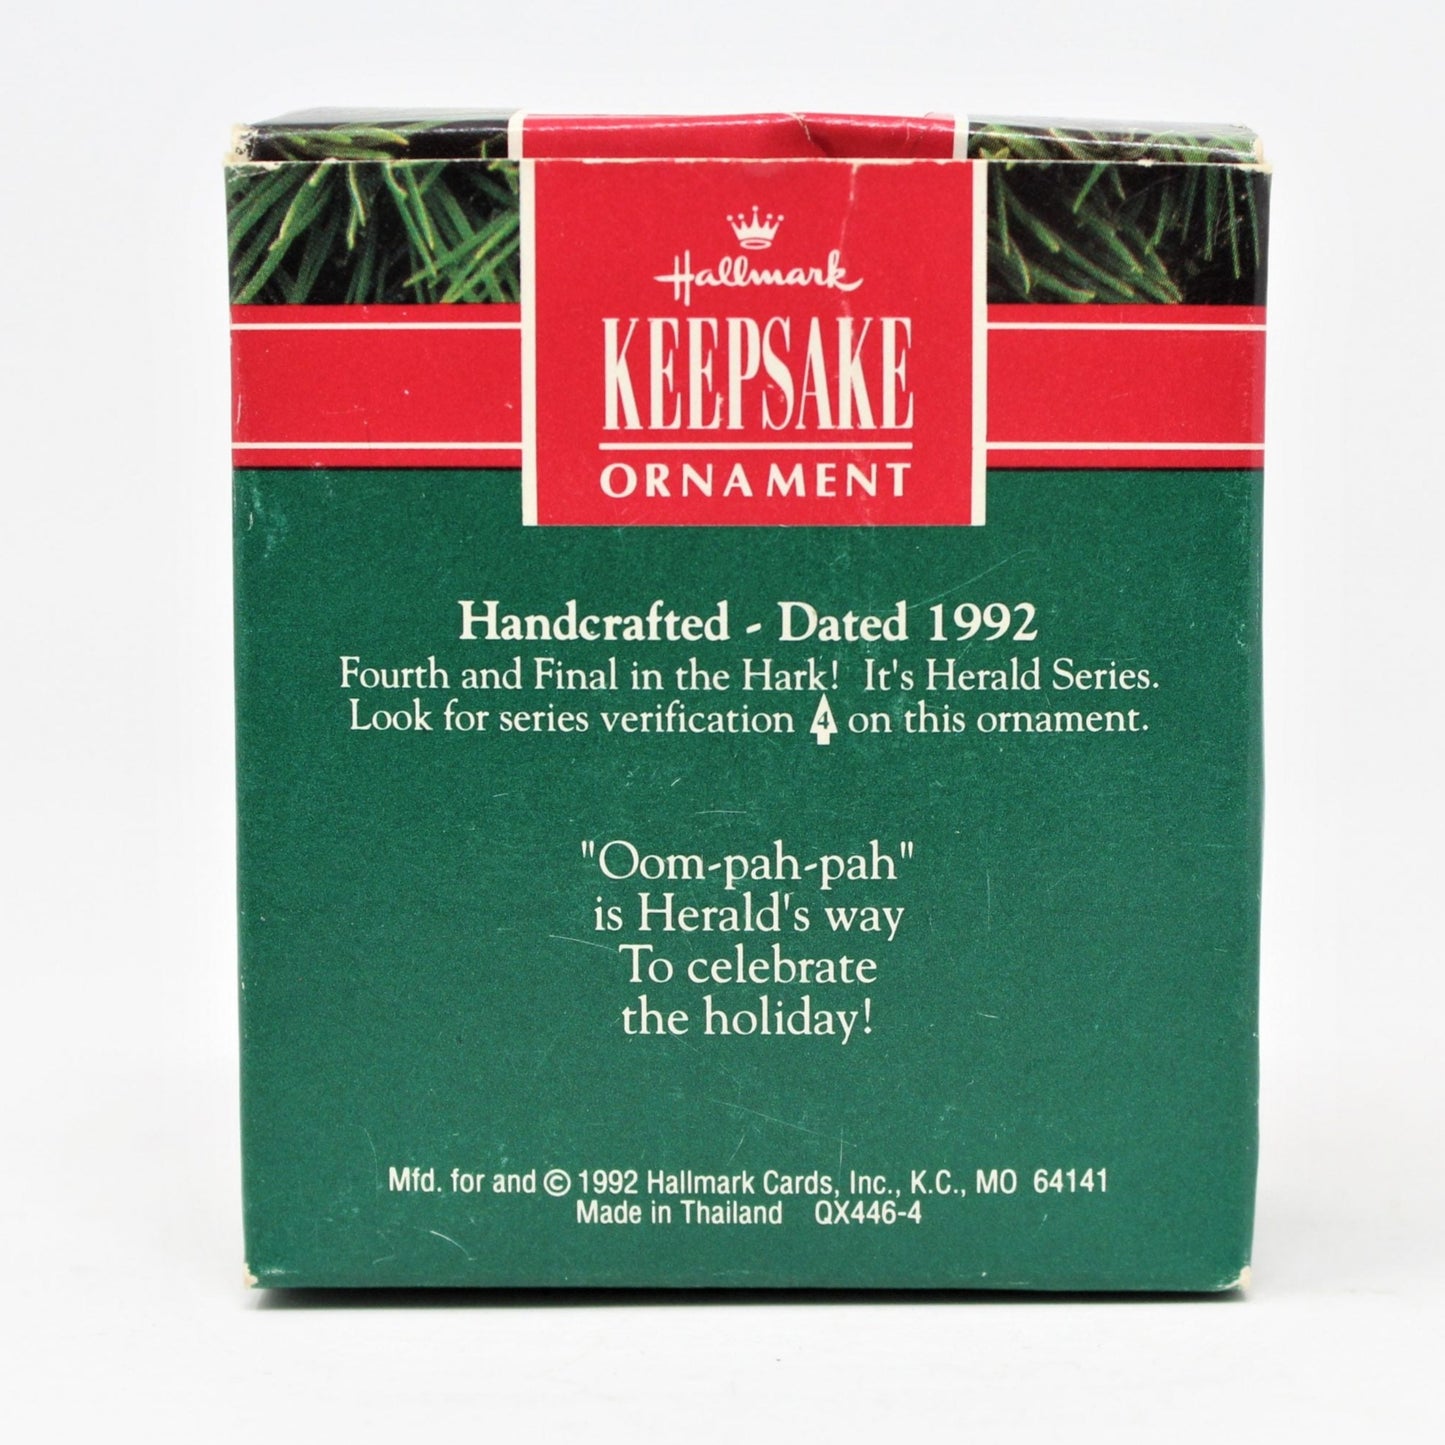 Hallmark
KEEPSAKE
ORNAMENT
Handcrafted - Dated 1992
Fourth and Final in the Hark!  It's Herald Series.
Look for series verification 4 on this ornament.
"Oom-pah-pah"
is Herald's way
To celebrate
the holiday!
Mfd. for and © 1992 Hallmark Cards, Inc., K.C., MO  64141
Made in Thailand    QX446-4